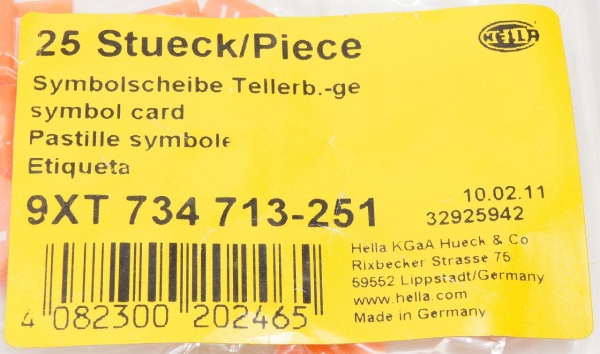 25 Stueck/Piece
HELLA
Symbolscheibe Tellerb.-ge
symbol card
Pastille symbole
Etiqueta
9XT 734 713-251
10.02.11
32925942
Hella KGaA Hueck & Co
Rixbecker Strasse 75
59552 Lippstadt/Germany
www.hella.com
Made in Germany
4 082300 202465